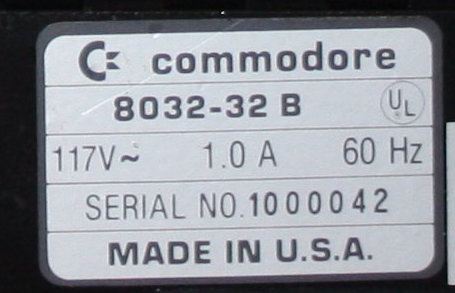 commodore
8032-32 B UL
117V~ 1.0 A 60 Hz
SERIAL NO.1000042
MADE IN U.S.A.